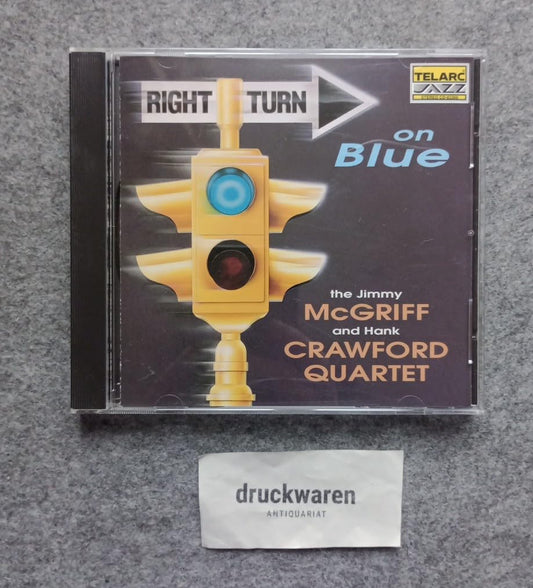 RIGHT TURN
on
Blue
TELARC
JAZZ
the Jimmy
McGRIFF
and Hank
CRAWFORD
QUARTET
druckwaren
ANTIQUARIAT